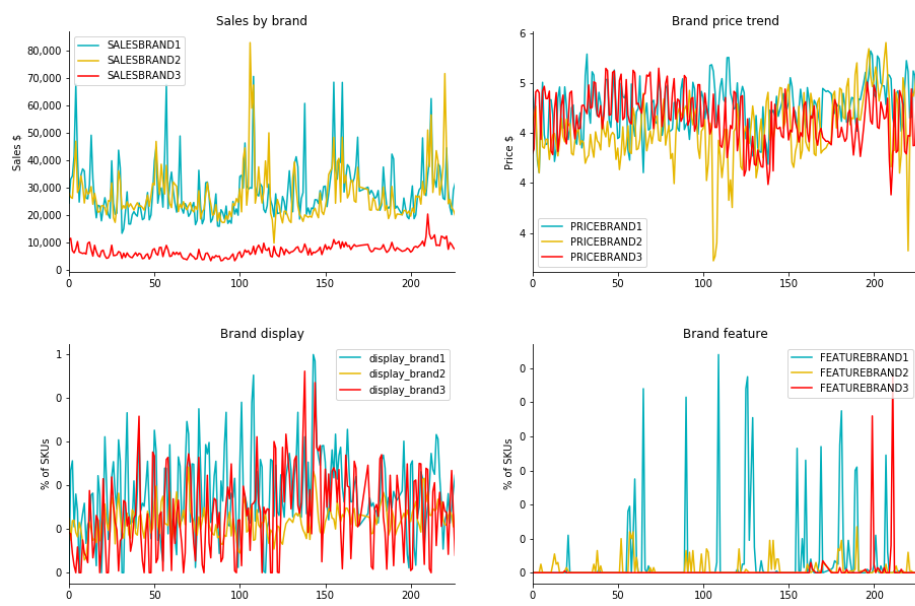 Sales by brand
Sales $
80,000
70,000
60,000
50,000
40,000
30,000
20,000
10,000
0
SALESBRAND1
SALESBRAND2
SALESBRAND3
0 50 100 150 200
Brand price trend
Price $
6
5
5
4
4
4
PRICEBRAND1
PRICEBRAND2
PRICEBRAND3
0 50 100 150 200
Brand display
% of SKUs
1
0
0
0
0
0
display_brand1
display_brand2
display_brand3
0 50 100 150 200
Brand feature
% of SKUs
0
0
0
0
0
0
0
FEATUREBRAND1
FEATUREBRAND2
FEATUREBRAND3
0 50 100 150 200